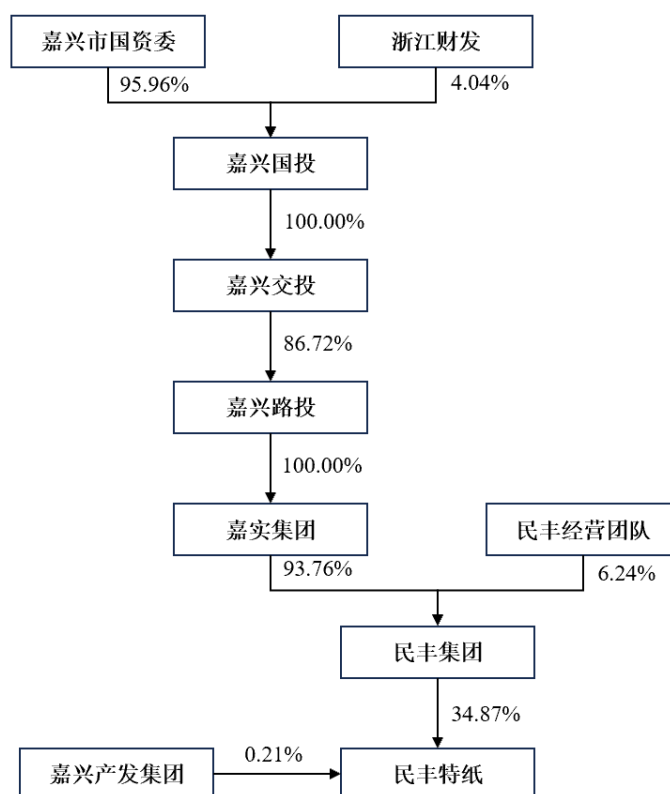 嘉兴市国资委
浙江财发
95.96%
4.04%
嘉兴国投
100.00%
嘉兴交投
86.72%
嘉兴路投
100.00%
嘉实集团
民丰经营团队
93.76%
6.24%
民丰集团
34.87%
嘉兴产发集团
0.21%
民丰特纸